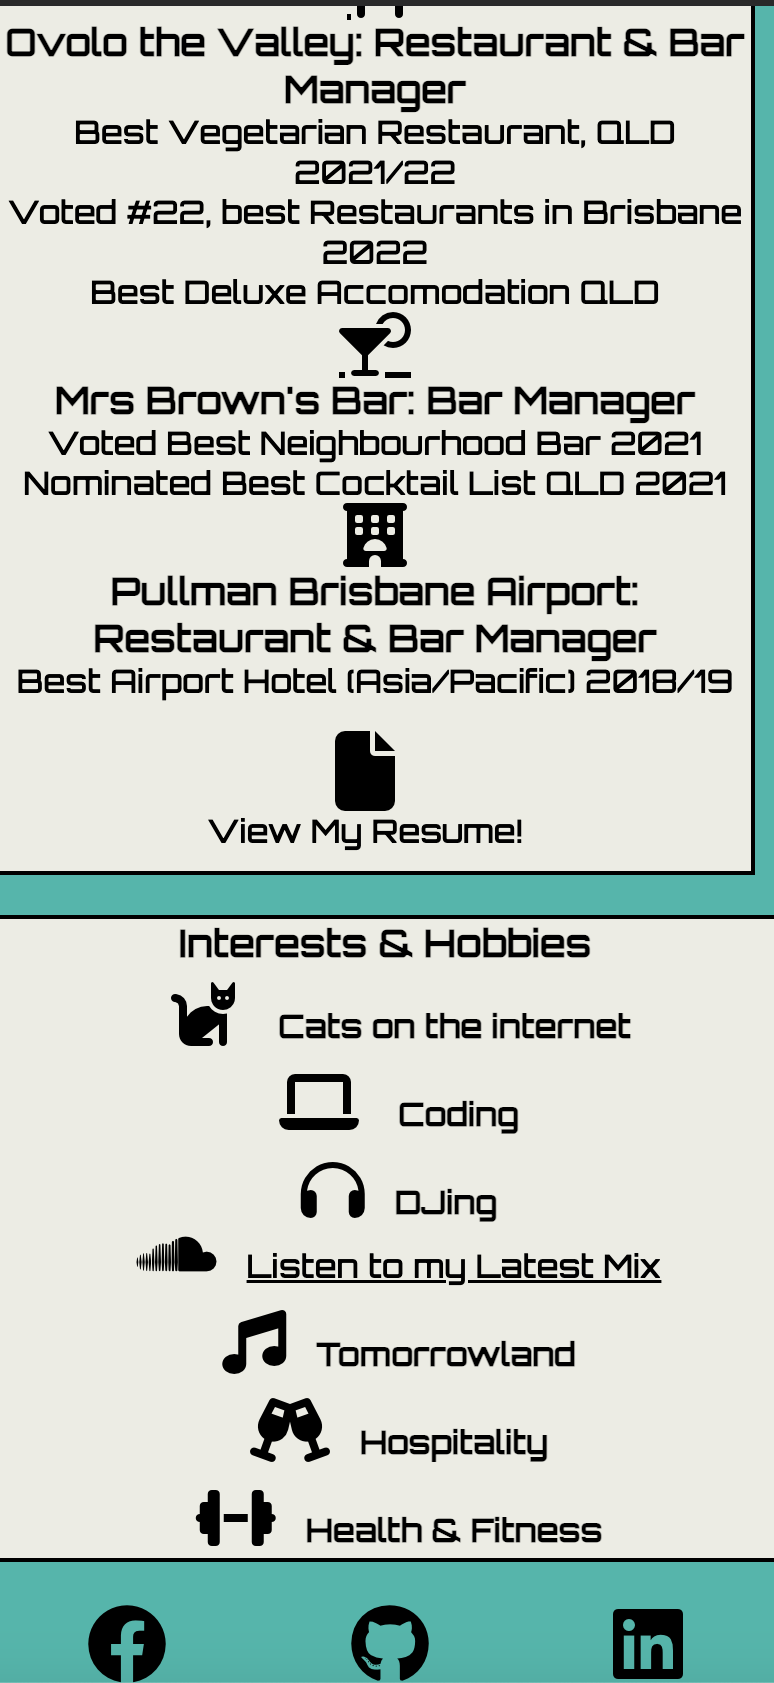 Ovolo the Valley: Restaurant & Bar
Manager
Best Vegetarian Restaurant, QLD
2021/22
Voted #22, best Restaurants in Brisbane
2022
Best Deluxe Accomodation QLD
Mrs Brown's Bar: Bar Manager
Voted Best Neighbourhood Bar 2021
Nominated Best Cocktail List QLD 2021
Pullman Brisbane Airport:
Restaurant & Bar Manager
Best Airport Hotel (Asia/Pacific) 2018/19
View My Resume!
Interests & Hobbies
Cats on the internet
Coding
DJing
Listen to my Latest Mix
Tomorrowland
Hospitality
Health & Fitness